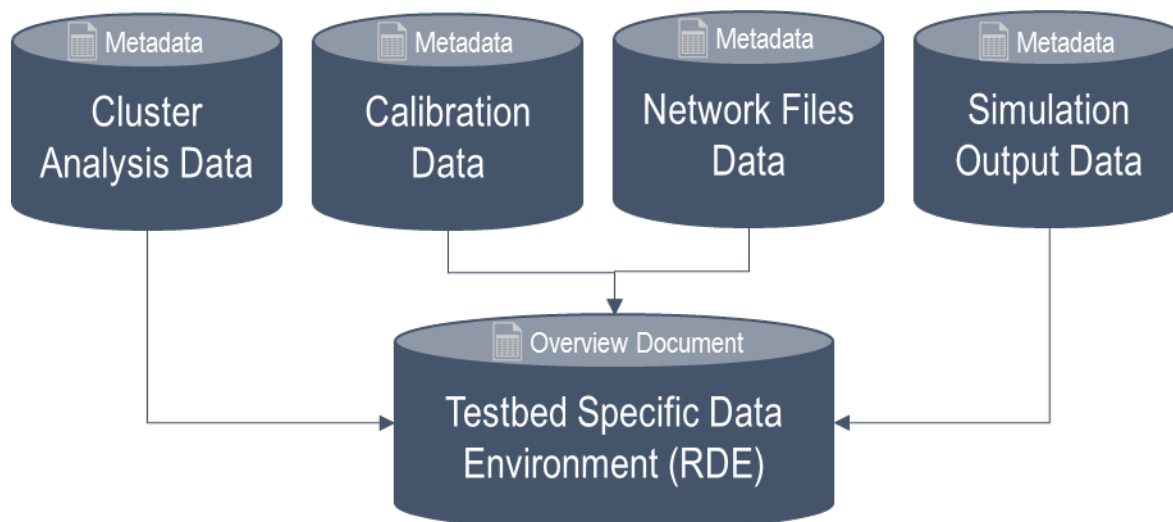 Metadata
Cluster
Analysis Data
Metadata
Calibration
Data
Metadata
Network Files
Data
Metadata
Simulation
Output Data
Overview Document
Testbed Specific Data
Environment (RDE)